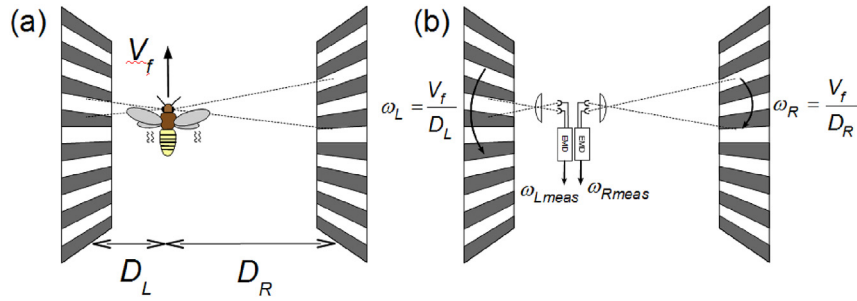 (a)
V_f
D_L
D_R
(b)
ω_L = V_f / D_L
ω_R = V_f / D_R
EMD
EMD
ω_Lmeas
ω_Rmeas